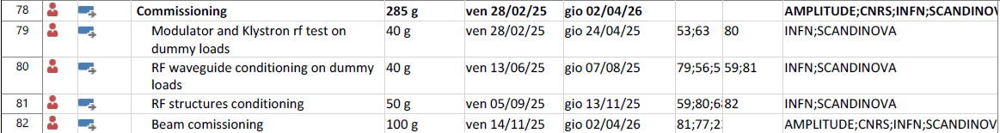 78 Commissioning 285 g ven 28/02/25 gio 02/04/26 AMPLITUDE;CNRS;INFN;SCANDINOV
79 Modulator and Klystron rf test on 40 g ven 28/02/25 gio 24/04/25 53;63 80 INFN;SCANDINOVA
dummy loads
80 RF waveguide conditioning on dummy 40 g ven 13/06/25 gio 07/08/25 79;56;5 59;81 INFN;SCANDINOVA
loads
81 RF structures conditioning 50 g ven 05/09/25 gio 13/11/25 59;80;6 82 INFN;SCANDINOVA
82 Beam comissioning 100 g ven 14/11/25 gio 02/04/26 81;77;2 AMPLITUDE;CNRS;INFN;SCANDINOV